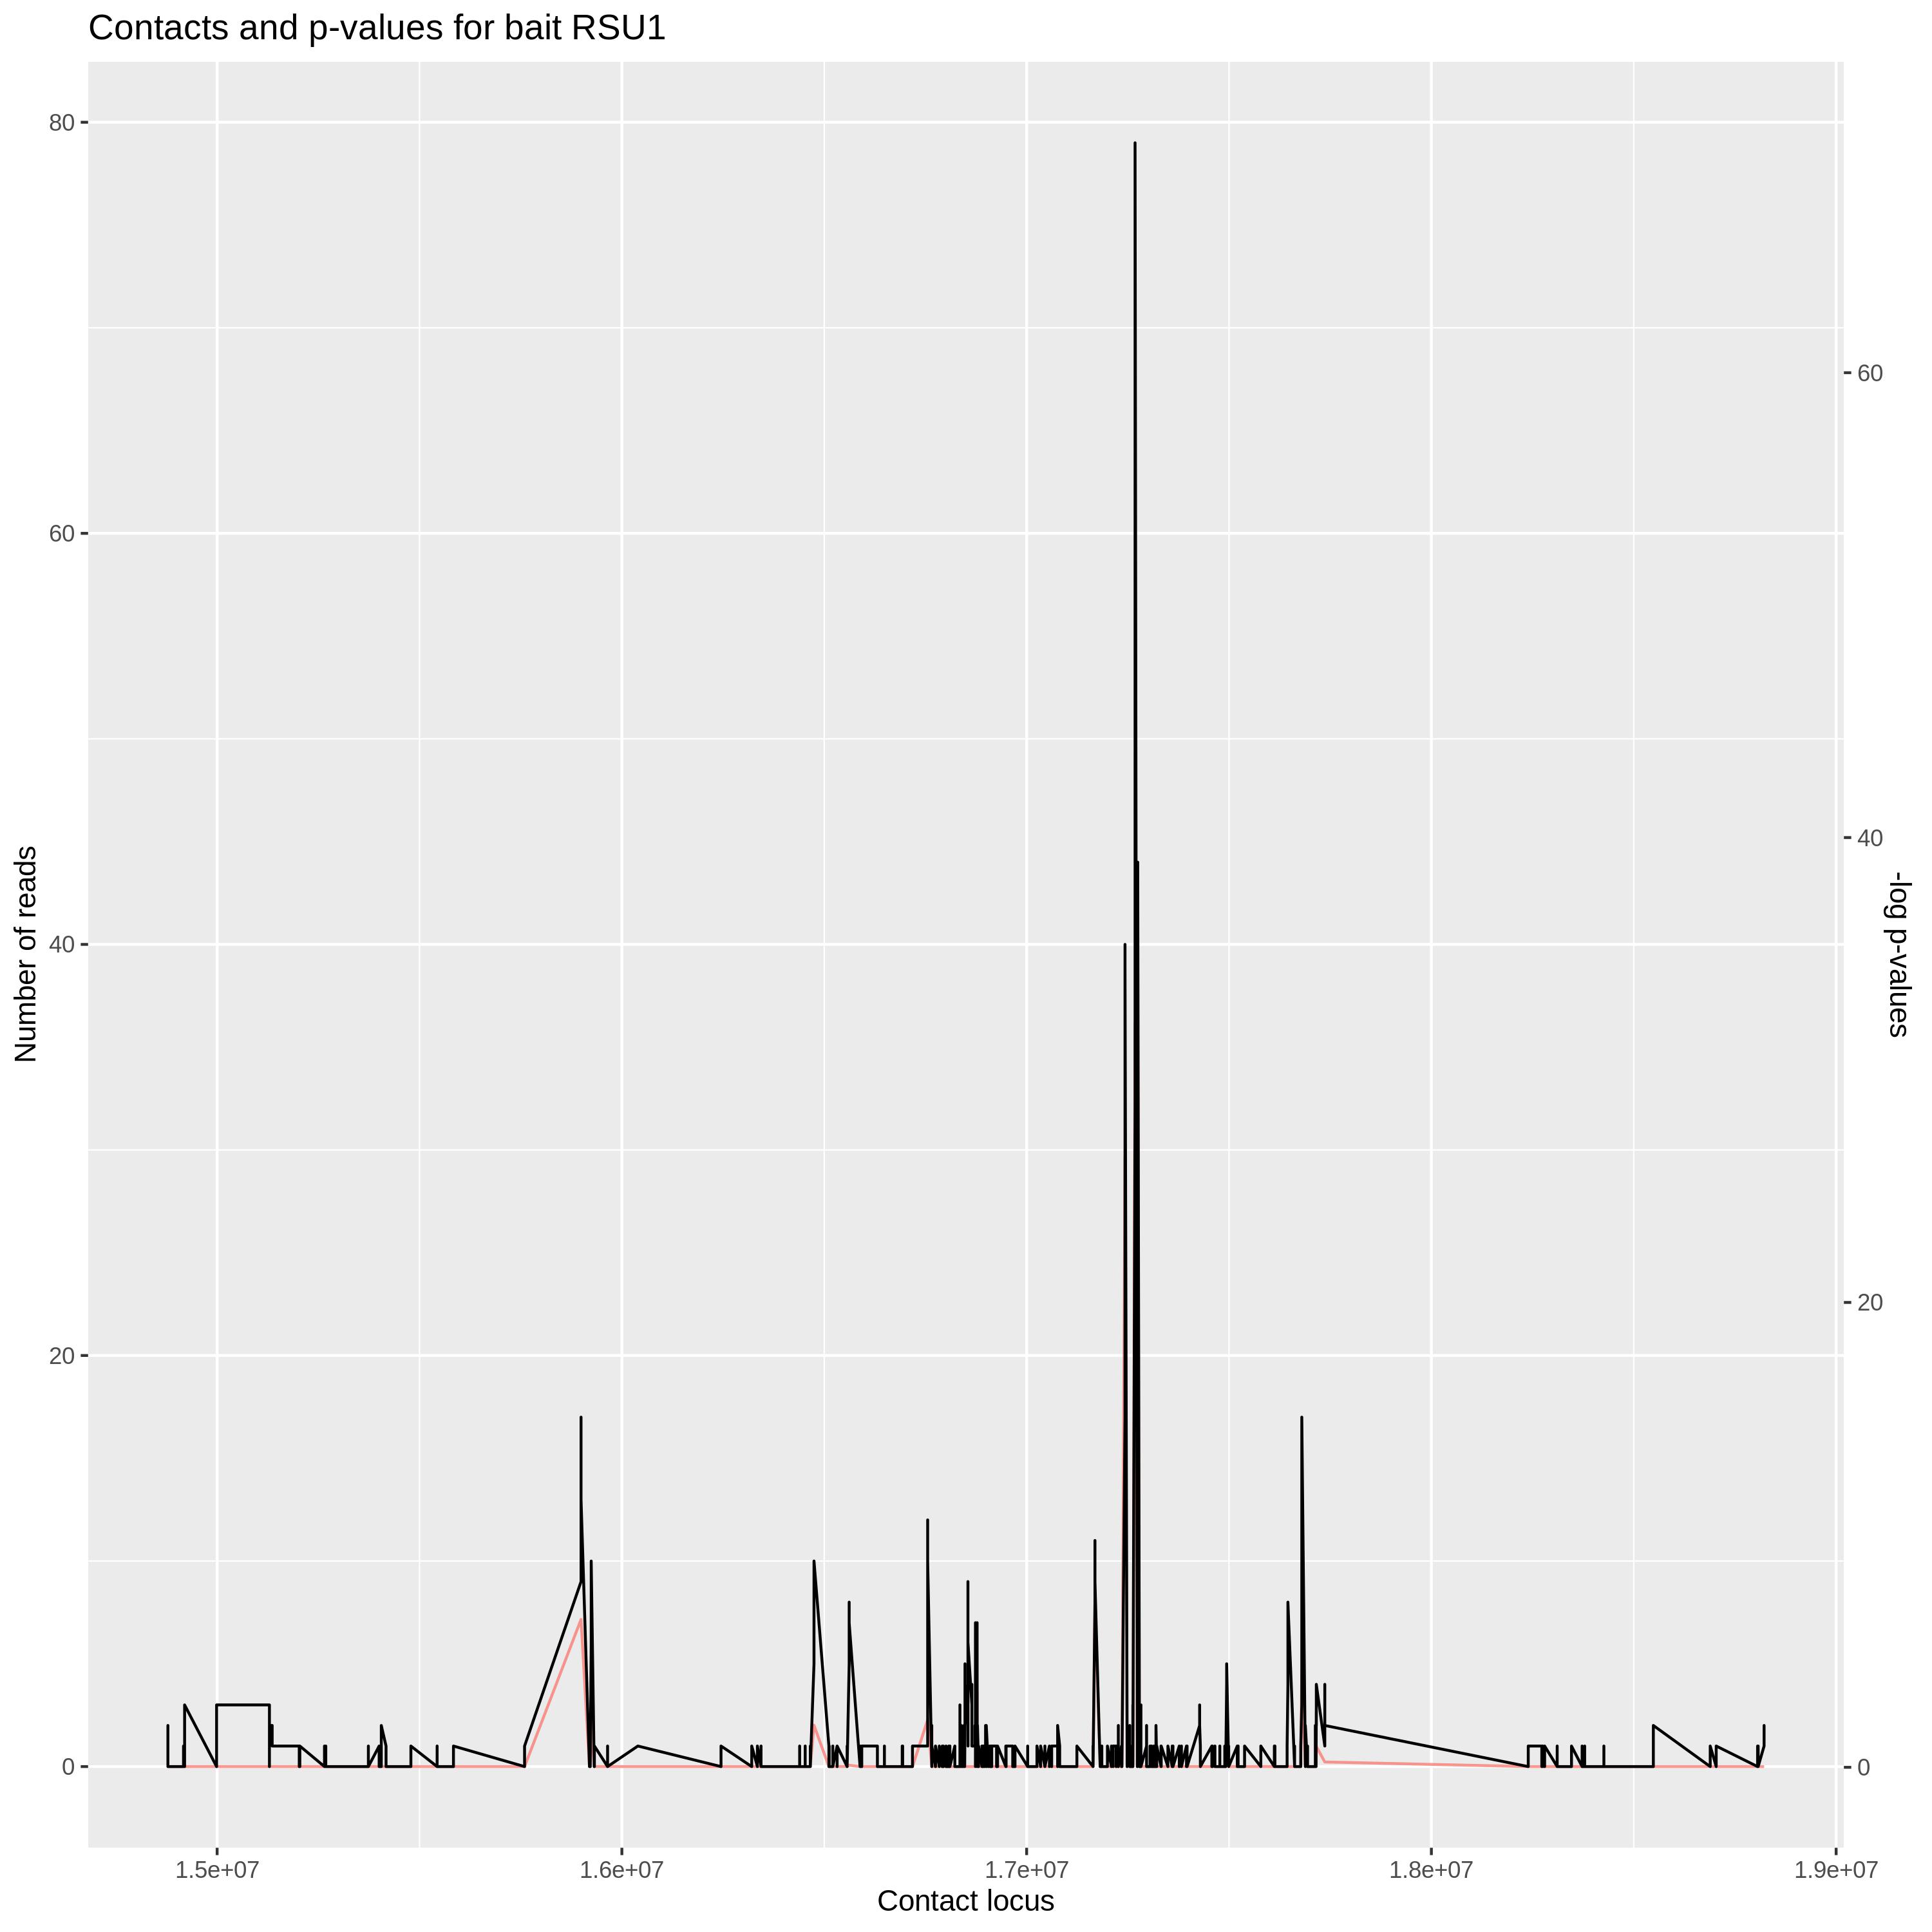 Contacts and p-values for bait RSU1
80
60
40
20
0
Number of reads
60
40
20
0
-log p-values
1.5e+07 1.6e+07 1.7e+07 1.8e+07 1.9e+07
Contact locus